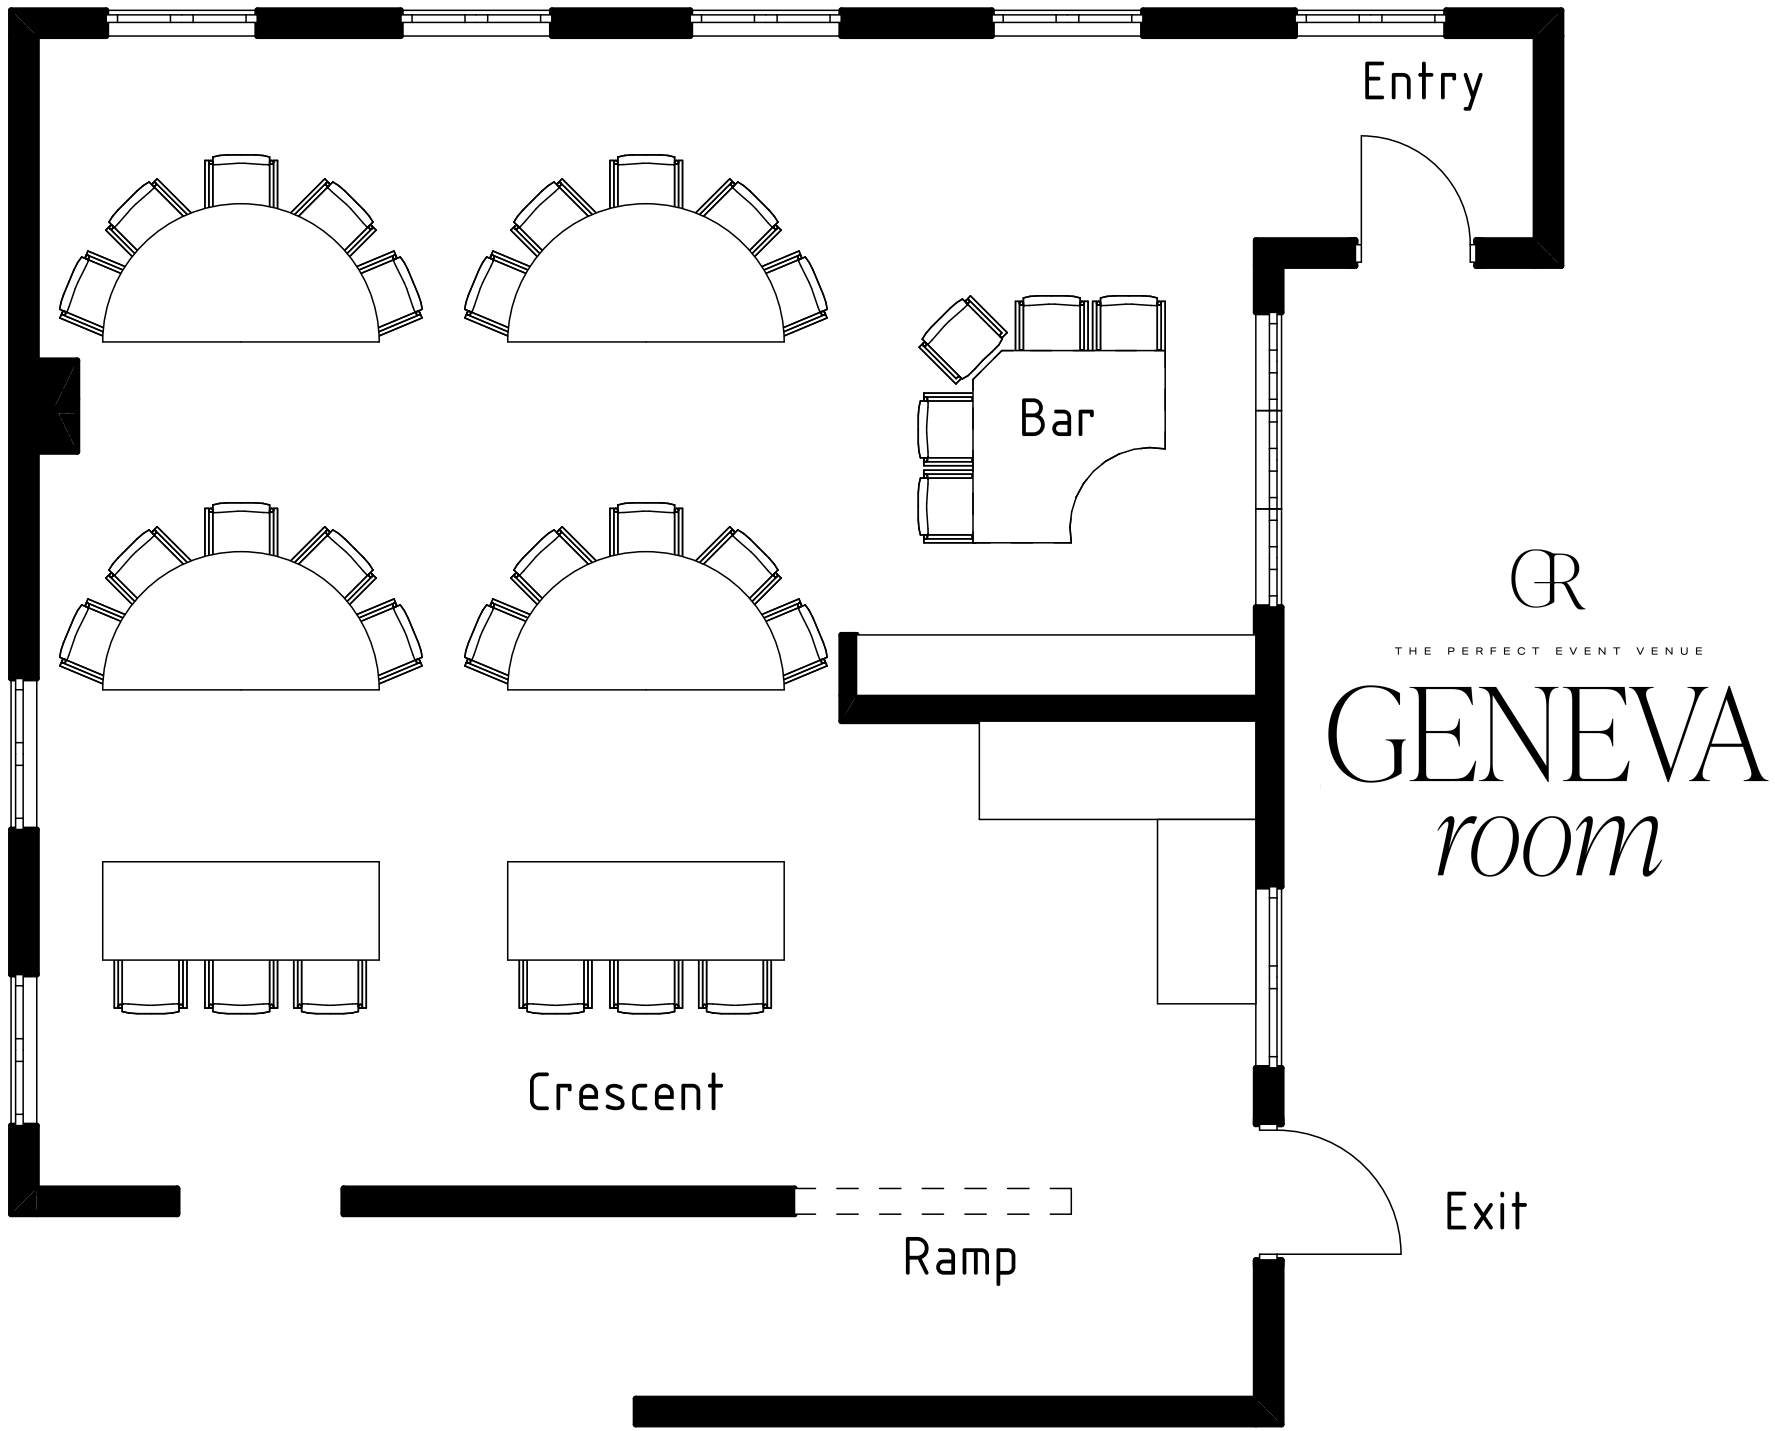 Entry
Bar
GR
THE PERFECT EVENT VENUE
GENEVA
room
Crescent
Exit
Ramp